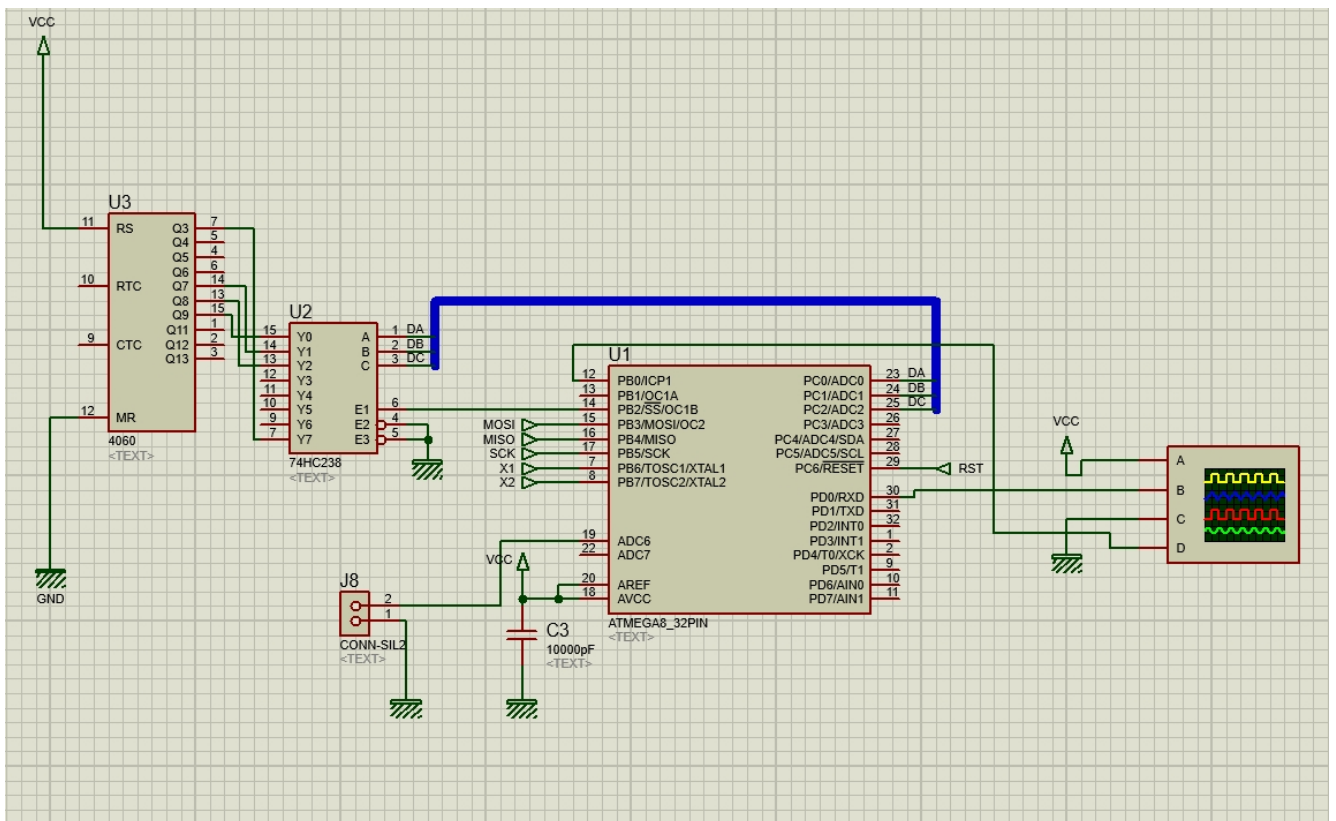 VCC
U3
11 RS Q3 7
Q4 5
Q5 4
Q6 6
10 RTC Q7 14
Q8 13
Q9 15
Q11 1
9 CTC Q12 2
Q13 3
12 MR
4060
<TEXT>
GND
U2
15 Y0 A 1 DA
14 Y1 B 2 DB
13 Y2 C 3 DC
12 Y3
11 Y4
10 Y5 E1 6
9 Y6 E2 4
7 Y7 E3 5
74HC238
<TEXT>
U1
12 PB0/ICP1 PC0/ADC0 23 DA
13 PB1/OC1A PC1/ADC1 24 DB
14 PB2/SS/OC1B PC2/ADC2 25 DC
MOSI 15 PB3/MOSI/OC2 PC3/ADC3 26
MISO 16 PB4/MISO PC4/ADC4/SDA 27
SCK 17 PB5/SCK PC5/ADC5/SCL 28
X1 7 PB6/TOSC1/XTAL1 PC6/RESET 29 RST
X2 8 PB7/TOSC2/XTAL2
PD0/RXD 30
PD1/TXD 31
PD2/INT0 32
19 ADC6 PD3/INT1 1
22 ADC7 PD4/T0/XCK 2
PD5/T1 9
20 AREF PD6/AIN0 10
18 AVCC PD7/AIN1 11
ATMEGA8_32PIN
<TEXT>
VCC
J8
2
1
CONN-SIL2
<TEXT>
C3
10000pF
<TEXT>
VCC
A
B
C
D